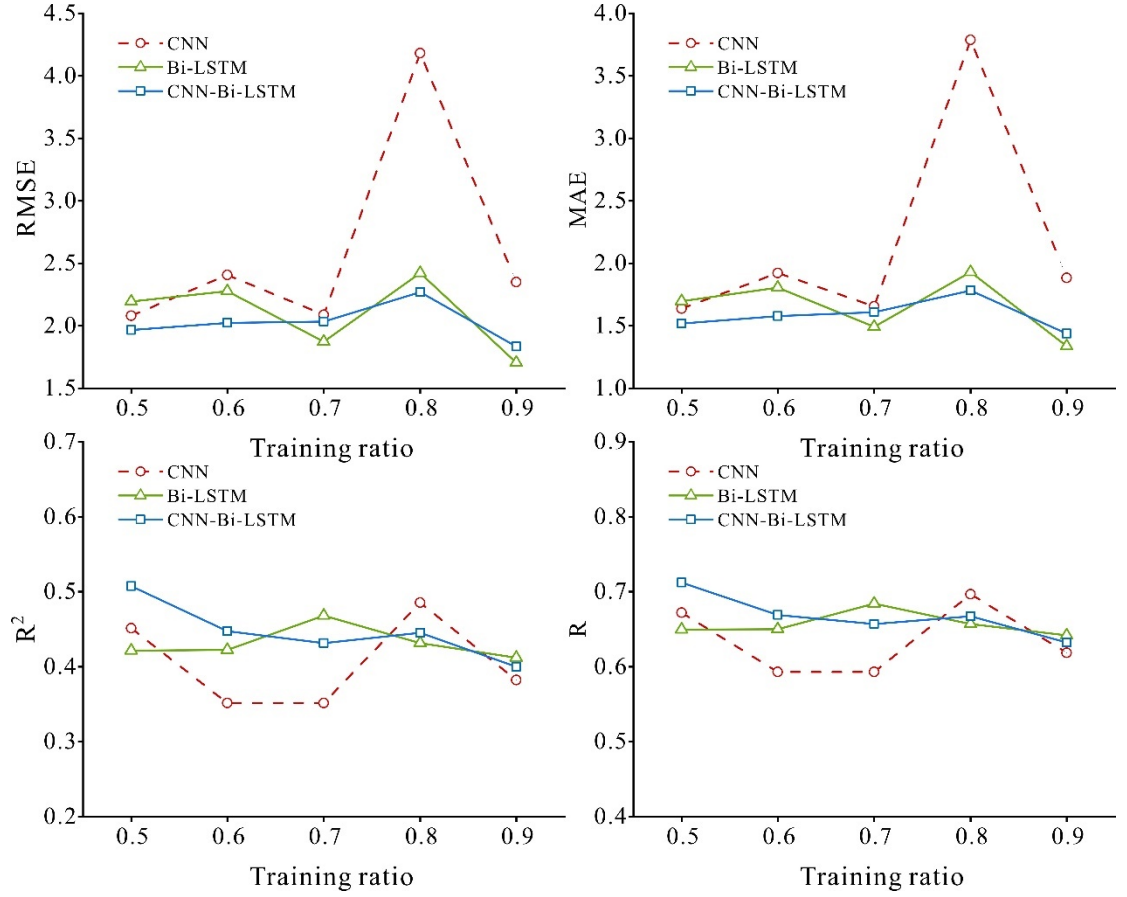 4.5
4.0
3.5
3.0
2.5
2.0
1.5
RMSE
CNN
Bi-LSTM
CNN-Bi-LSTM
0.5 0.6 0.7 0.8 0.9
Training ratio
4.0
3.5
3.0
2.5
2.0
1.5
1.0
MAE
CNN
Bi-LSTM
CNN-Bi-LSTM
0.5 0.6 0.7 0.8 0.9
Training ratio
0.7
0.6
0.5
0.4
0.3
0.2
R²
CNN
Bi-LSTM
CNN-Bi-LSTM
0.5 0.6 0.7 0.8 0.9
Training ratio
0.9
0.8
0.7
0.6
0.5
0.4
R
CNN
Bi-LSTM
CNN-Bi-LSTM
0.5 0.6 0.7 0.8 0.9
Training ratio